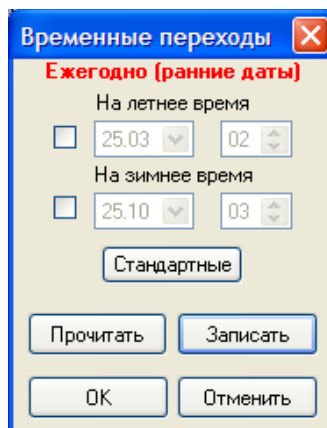 Временные переходы
Ежегодно (ранние даты)
На летнее время
25.03 02
На зимнее время
25.10 03
Стандартные
Прочитать Записать
OK Отменить